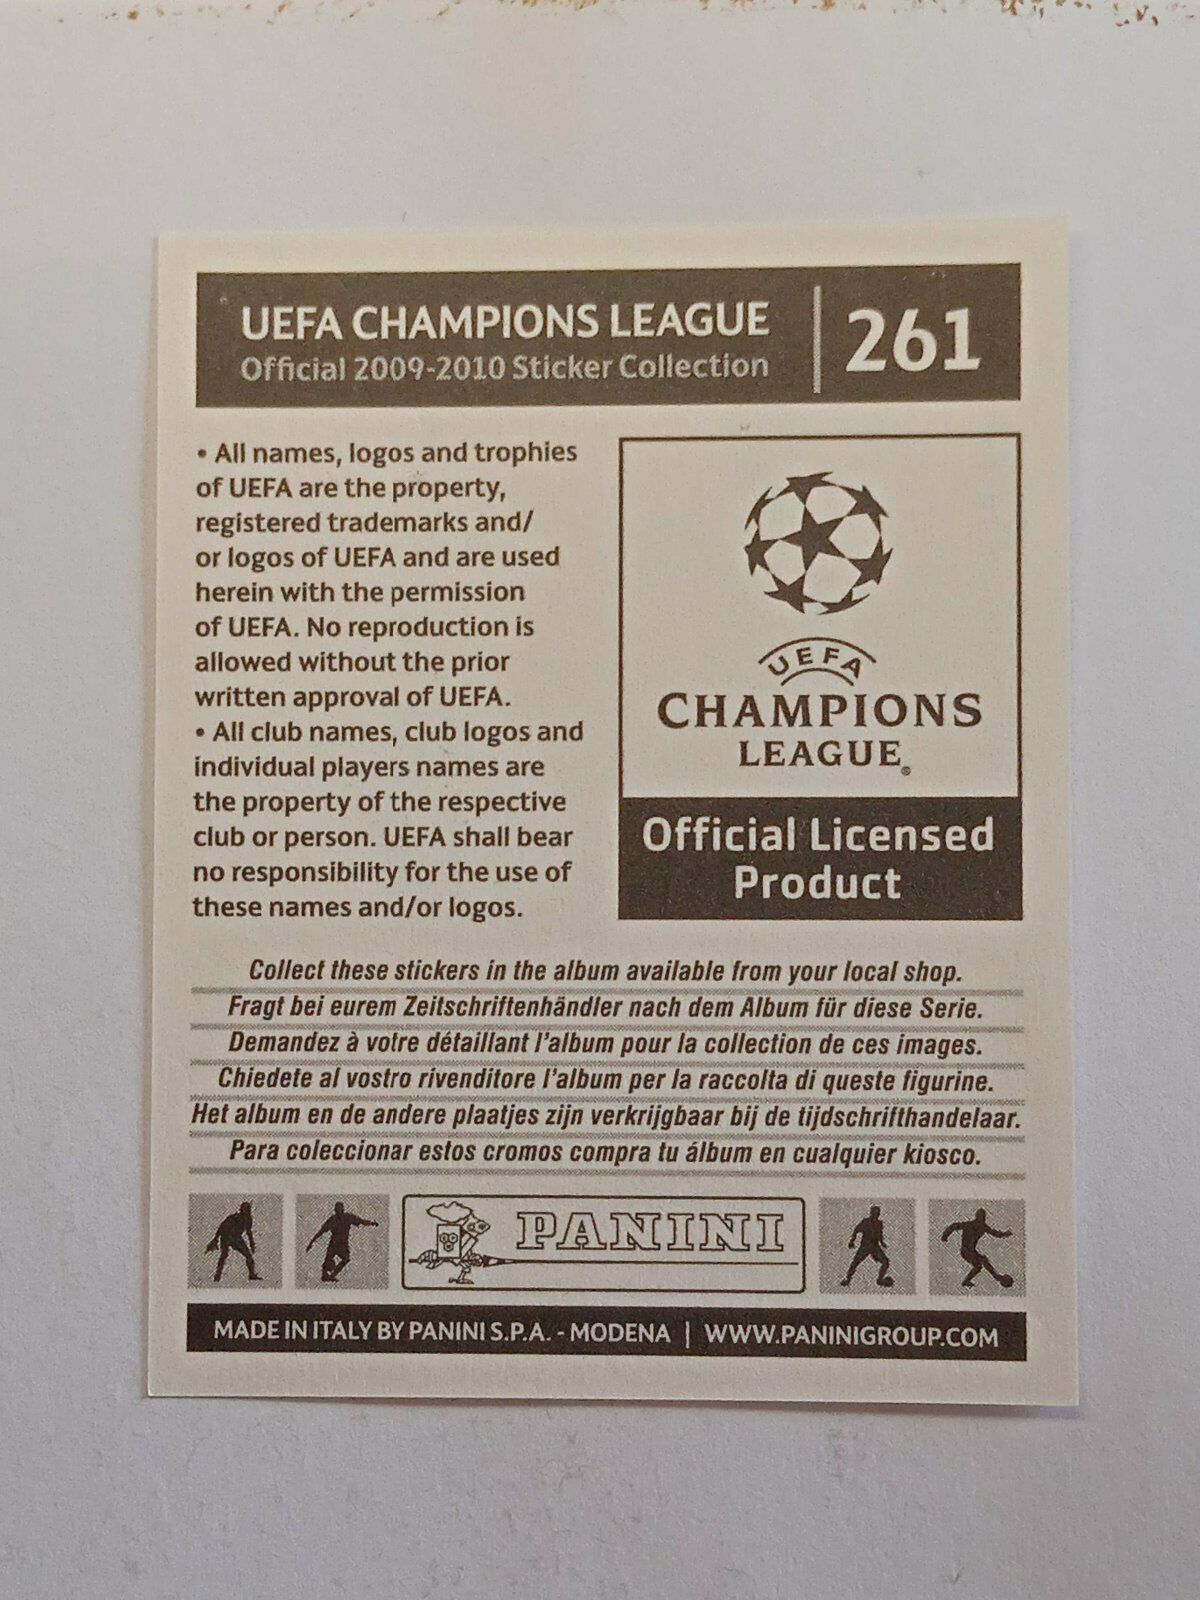 UEFA CHAMPIONS LEAGUE
Official 2009-2010 Sticker Collection
261
• All names, logos and trophies
of UEFA are the property,
registered trademarks and/
or logos of UEFA and are used
herein with the permission
of UEFA. No reproduction is
allowed without the prior
written approval of UEFA.
• All club names, club logos and
individual players names are
the property of the respective
club or person. UEFA shall bear
no responsibility for the use of
these names and/or logos.
UEFA
CHAMPIONS
LEAGUE®
Official Licensed
Product
Collect these stickers in the album available from your local shop.
Fragt bei eurem Zeitschriftenhändler nach dem Album für diese Serie.
Demandez à votre détaillant l'album pour la collection de ces images.
Chiedete al vostro rivenditore l'album per la raccolta di queste figurine.
Het album en de andere plaatjes zijn verkrijgbaar bij de tijdschrifthandelaar.
Para coleccionar estos cromos compra tu álbum en cualquier kiosco.
PANINI
MADE IN ITALY BY PANINI S.P.A. - MODENA | WWW.PANINIGROUP.COM